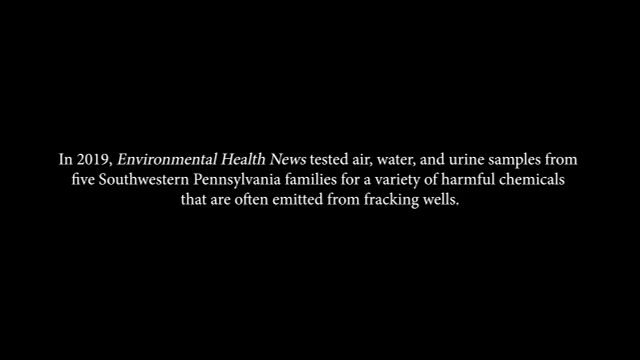 In 2019, Environmental Health News tested air, water, and urine samples from
five Southwestern Pennsylvania families for a variety of harmful chemicals
that are often emitted from fracking wells.